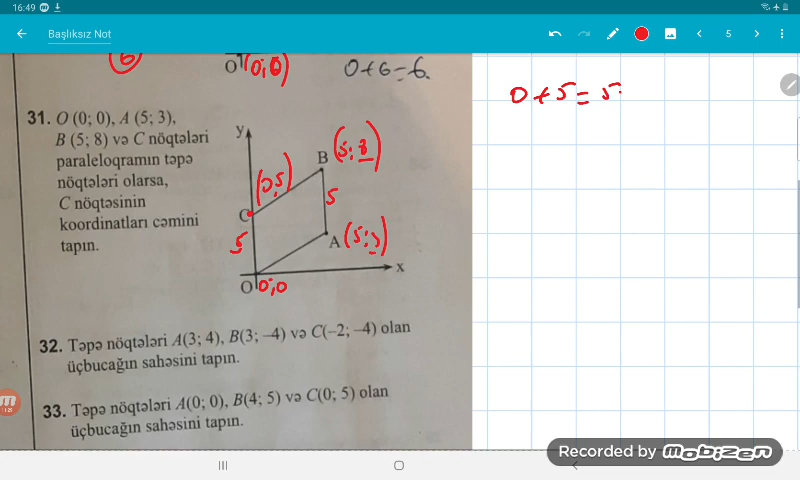 16:49
Başlıksız Not
5
6
O (0; 0)
0+6=6.
0+5=5.
31. O (0; 0), A (5; 3),
B (5; 8) və C nöqtələri
paraleloqramın təpə
nöqtələri olarsa,
C nöqtəsinin
koordinatları cəmini
tapın.
y
B (5; 8)
(0,5)
5
C
5
A (5; 3)
x
O 0;0
32. Təpə nöqtələri A(3; 4), B(3; –4) və C(–2; –4) olan
üçbucağın sahəsini tapın.
33. Təpə nöqtələri A(0; 0), B(4; 5) və C(0; 5) olan
üçbucağın sahəsini tapın.
Recorded by mobizen